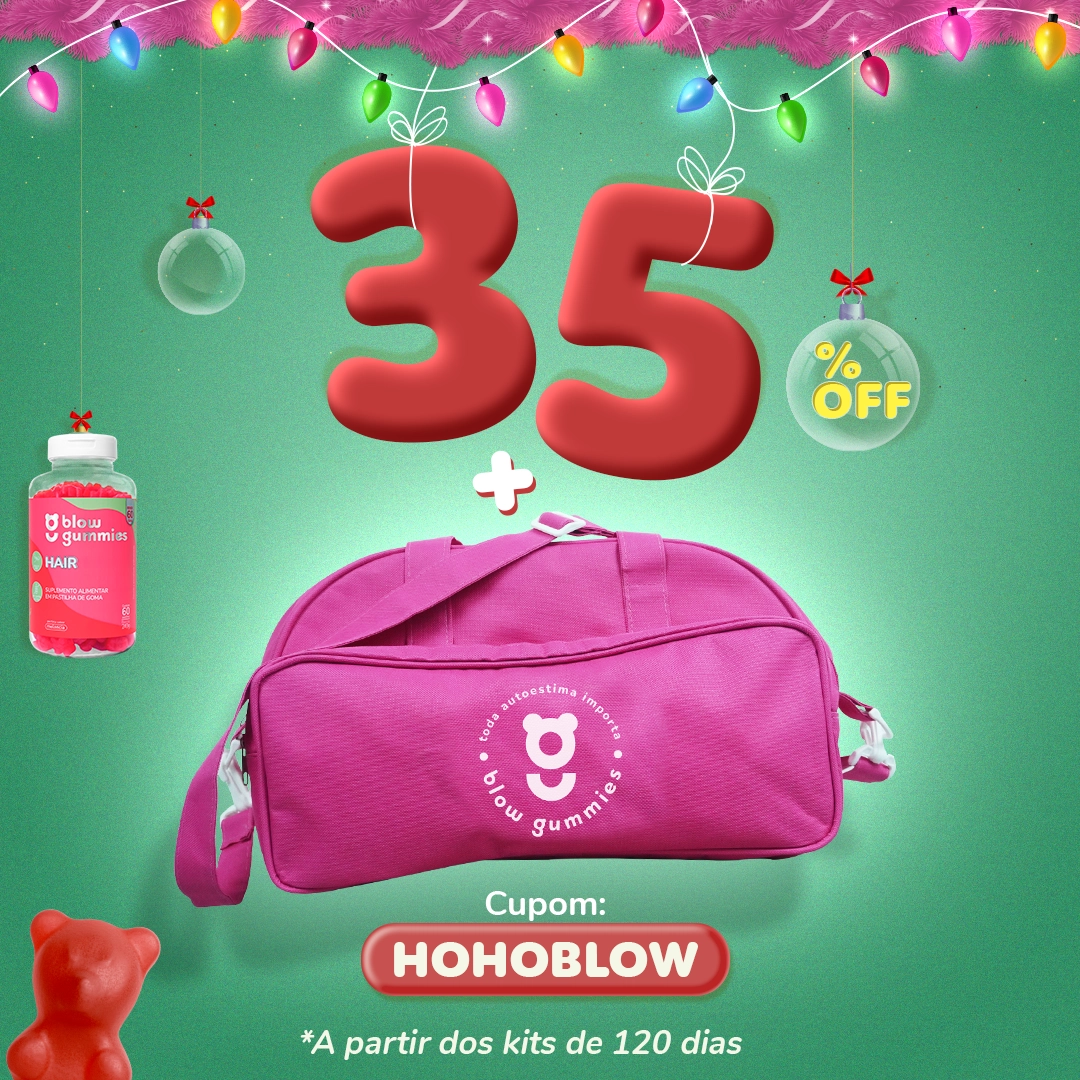 35
%
OFF
+
blow
gummies
HAIR
SUPLEMENTO ALIMENTAR
EM PASTILHA DE GOMA
toda autoestima importa
blow gummies
Cupom:
HOHOBLOW
*A partir dos kits de 120 dias